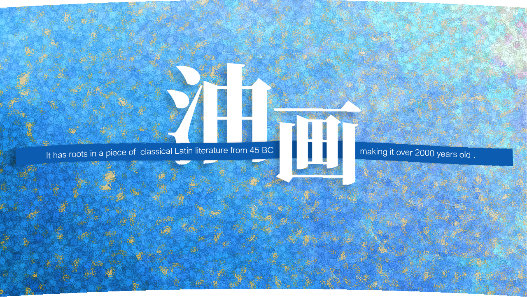 油画
It has roots in a piece of classical Latin literature from 45 BC making it over 2000 years old .